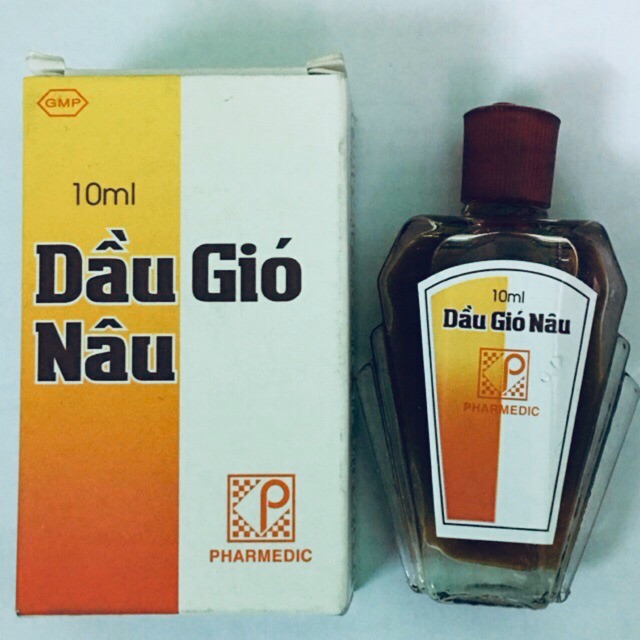 GMP
10ml
Dầu Gió
Nâu
PHARMEDIC
10ml
Dầu Gió Nâu
PHARMEDIC